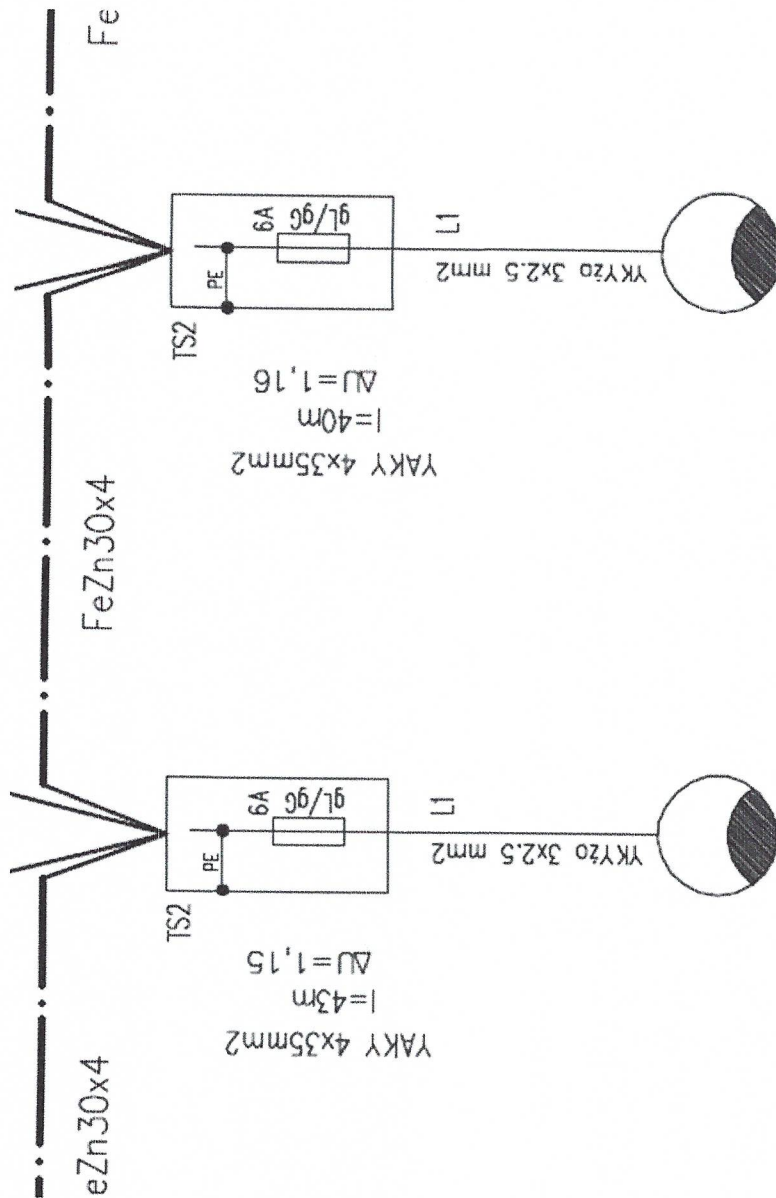 Fe
6A
gL/gG
PE
TS2
L1
YKYżo 3x2.5 mm2
ΔU=1,16
l=40m
YAKY 4x35mm2
FeZn30x4
6A
gL/gG
PE
TS2
L1
YKYżo 3x2.5 mm2
ΔU=1,15
l=43m
YAKY 4x35mm2
eZn30x4